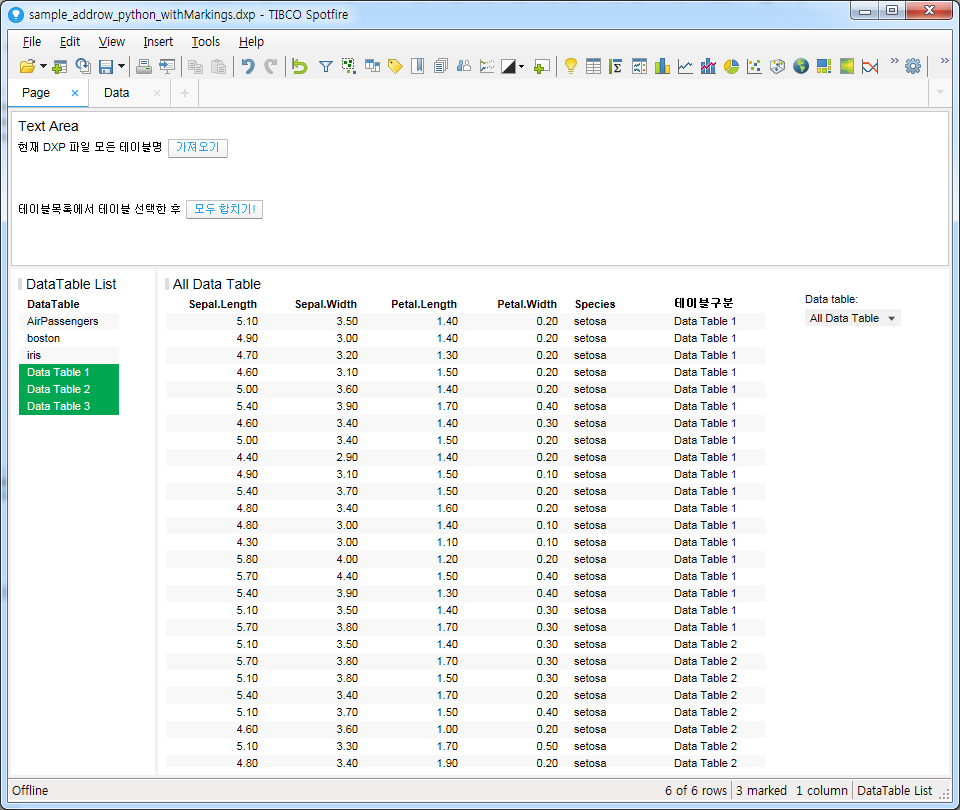 sample_addrow_python_withMarkings.dxp - TIBCO Spotfire
File Edit View Insert Tools Help
Page Data
Text Area
현재 DXP 파일 모든 테이블명 가져오기
테이블목록에서 테이블 선택한 후 모두 합치기!
DataTable List
DataTable
AirPassengers
boston
iris
Data Table 1
Data Table 2
Data Table 3
All Data Table
Sepal.Length Sepal.Width Petal.Length Petal.Width Species 테이블구분
5.10 3.50 1.40 0.20 setosa Data Table 1
4.90 3.00 1.40 0.20 setosa Data Table 1
4.70 3.20 1.30 0.20 setosa Data Table 1
4.60 3.10 1.50 0.20 setosa Data Table 1
5.00 3.60 1.40 0.20 setosa Data Table 1
5.40 3.90 1.70 0.40 setosa Data Table 1
4.60 3.40 1.40 0.30 setosa Data Table 1
5.00 3.40 1.50 0.20 setosa Data Table 1
4.40 2.90 1.40 0.20 setosa Data Table 1
4.90 3.10 1.50 0.10 setosa Data Table 1
5.40 3.70 1.50 0.20 setosa Data Table 1
4.80 3.40 1.60 0.20 setosa Data Table 1
4.80 3.00 1.40 0.10 setosa Data Table 1
4.30 3.00 1.10 0.10 setosa Data Table 1
5.80 4.00 1.20 0.20 setosa Data Table 1
5.70 4.40 1.50 0.40 setosa Data Table 1
5.40 3.90 1.30 0.40 setosa Data Table 1
5.10 3.50 1.40 0.30 setosa Data Table 1
5.70 3.80 1.70 0.30 setosa Data Table 1
5.10 3.50 1.40 0.30 setosa Data Table 2
5.70 3.80 1.70 0.30 setosa Data Table 2
5.10 3.80 1.50 0.30 setosa Data Table 2
5.40 3.40 1.70 0.20 setosa Data Table 2
5.10 3.70 1.50 0.40 setosa Data Table 2
4.60 3.60 1.00 0.20 setosa Data Table 2
5.10 3.30 1.70 0.50 setosa Data Table 2
4.80 3.40 1.90 0.20 setosa Data Table 2
Data table:
All Data Table
Offline 6 of 6 rows 3 marked 1 column DataTable List